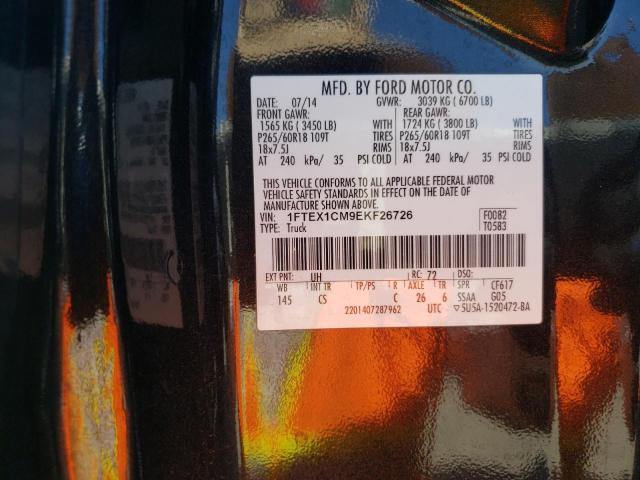 MFD. BY FORD MOTOR CO.
DATE: 07/14 GVWR: 3039 KG ( 6700 LB)
FRONT GAWR: REAR GAWR:
1565 KG ( 3450 LB) WITH 1724 KG ( 3800 LB) WITH
P265/60R18 109T TIRES P265/60R18 109T TIRES
18x7.5J RIMS 18x7.5J RIMS
AT 240 kPa/ 35 PSI COLD AT 240 kPa/ 35 PSI COLD
THIS VEHICLE CONFORMS TO ALL APPLICABLE FEDERAL MOTOR
VEHICLE SAFETY STANDARDS IN EFFECT ON THE DATE OF
MANUFACTURE SHOWN ABOVE.
VIN: 1FTEX1CM9EKF26726 F0082
TYPE: Truck T0583
EXT PNT: UH RC: 72 DSO:
WB INT TR TP/PS R AXLE TR SPR CF617
145 CS C 26 6 SSAA G05
2201407287962 UTC ▽5U5A-1520472-BA